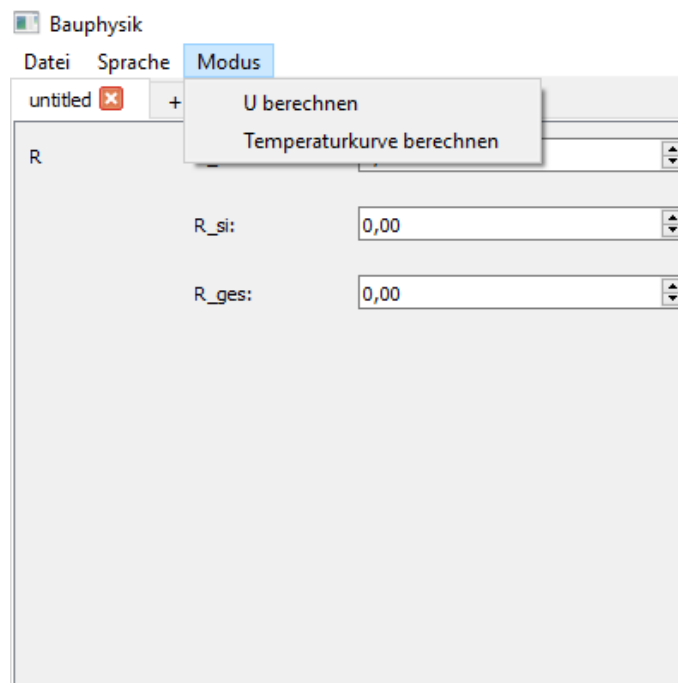 Bauphysik
Datei Sprache Modus
untitled +
U berechnen
Temperaturkurve berechnen
R
R_si: 0,00
R_ges: 0,00